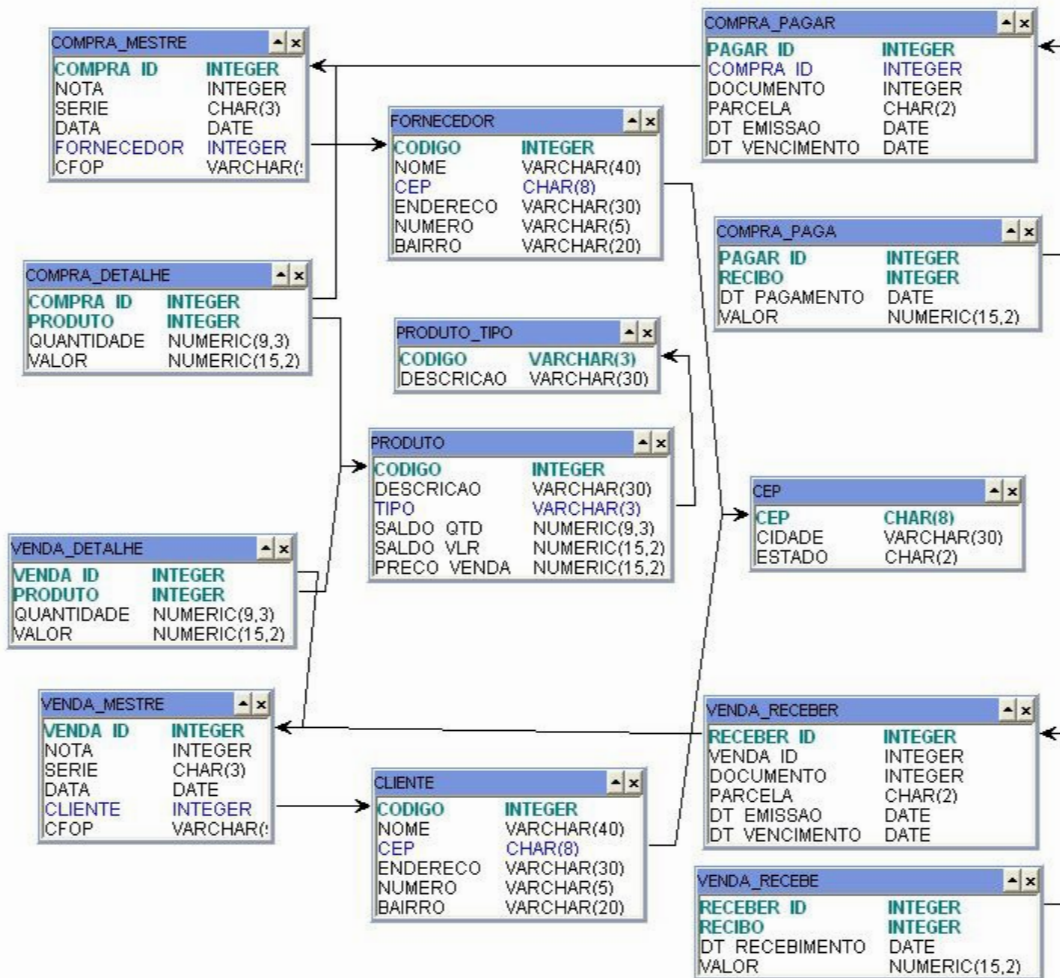 COMPRA_MESTRE
COMPRA ID INTEGER
NOTA INTEGER
SERIE CHAR(3)
DATA DATE
FORNECEDOR INTEGER
CFOP
COMPRA_PAGAR
PAGAR ID INTEGER
COMPRA ID INTEGER
DOCUMENTO INTEGER
PARCELA CHAR(2)
DT EMISSAO DATE
DT VENCIMENTO DATE
FORNECEDOR
CODIGO INTEGER
NOME VARCHAR(40)
CEP CHAR(8)
ENDERECO VARCHAR(30)
NUMERO VARCHAR(5)
BAIRRO VARCHAR(20)
COMPRA_PAGA
PAGAR ID INTEGER
RECIBO INTEGER
DT PAGAMENTO DATE
VALOR NUMERIC(15,2)
COMPRA_DETALHE
COMPRA ID INTEGER
PRODUTO INTEGER
QUANTIDADE NUMERIC(9,3)
VALOR NUMERIC(15,2)
PRODUTO_TIPO
CODIGO VARCHAR(3)
DESCRICAO VARCHAR(30)
PRODUTO
CODIGO INTEGER
DESCRICAO VARCHAR(30)
TIPO VARCHAR(3)
SALDO QTD NUMERIC(9,3)
SALDO VLR NUMERIC(15,2)
PRECO VENDA NUMERIC(15,2)
CEP
CEP CHAR(8)
CIDADE VARCHAR(30)
ESTADO CHAR(2)
VENDA_DETALHE
VENDA ID INTEGER
PRODUTO INTEGER
QUANTIDADE NUMERIC(9,3)
VALOR NUMERIC(15,2)
VENDA_MESTRE
VENDA ID INTEGER
NOTA INTEGER
SERIE CHAR(3)
DATA DATE
CLIENTE INTEGER
CFOP
CLIENTE
CODIGO INTEGER
NOME VARCHAR(40)
CEP CHAR(8)
ENDERECO VARCHAR(30)
NUMERO VARCHAR(5)
BAIRRO VARCHAR(20)
VENDA_RECEBER
RECEBER ID INTEGER
VENDA ID INTEGER
DOCUMENTO INTEGER
PARCELA CHAR(2)
DT EMISSAO DATE
DT VENCIMENTO DATE
VENDA_RECEBE
RECEBER ID INTEGER
RECIBO INTEGER
DT RECEBIMENTO DATE
VALOR NUMERIC(15,2)